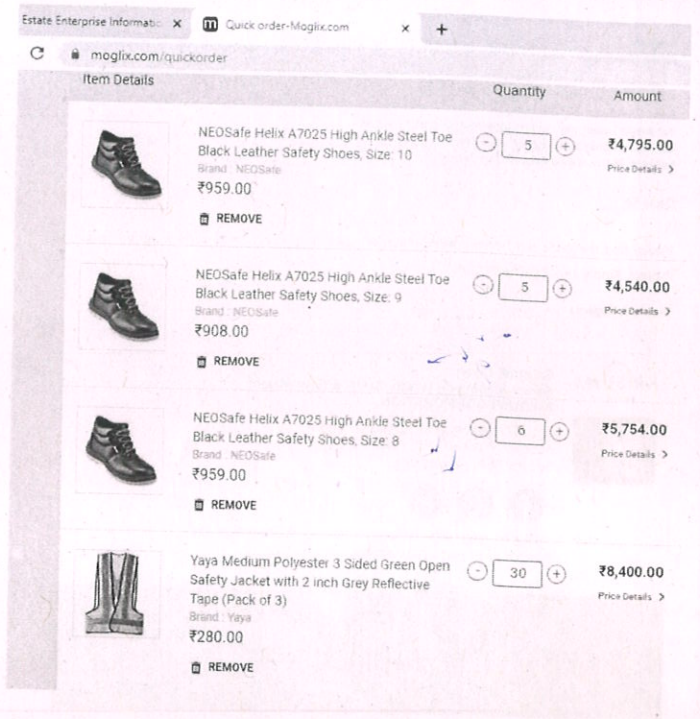 Estate Enterprise Informatic
Quick order-Moglix.com
moglix.com/quickorder
Item Details Quantity Amount
NEOSafe Helix A7025 High Ankle Steel Toe
Black Leather Safety Shoes, Size: 10
Brand : NEOSafe
₹959.00
REMOVE
5
₹4,795.00
Price Details
NEOSafe Helix A7025 High Ankle Steel Toe
Black Leather Safety Shoes, Size: 9
Brand : NEOSafe
₹908.00
REMOVE
5
₹4,540.00
Price Details
NEOSafe Helix A7025 High Ankle Steel Toe
Black Leather Safety Shoes, Size: 8
Brand : NEOSafe
₹959.00
REMOVE
6
₹5,754.00
Price Details
Yaya Medium Polyester 3 Sided Green Open
Safety Jacket with 2 inch Grey Reflective
Tape (Pack of 3)
Brand : Yaya
₹280.00
REMOVE
30
₹8,400.00
Price Details